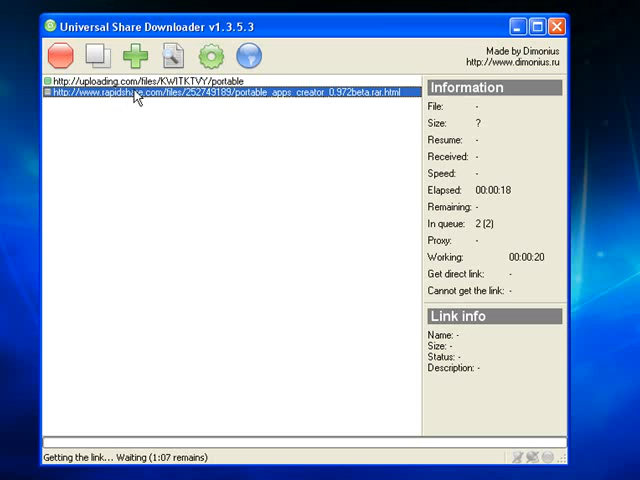 Universal Share Downloader v1.3.5.3
Made by Dimonius
http://www.dimonius.ru
http://uploading.com/files/KWITKTVY/portable
http://www.rapidshare.com/files/252749189/portable_apps_creator_0.972beta.rar.html
Information
File: -
Size: ?
Resume: -
Received: -
Speed: -
Elapsed: 00:00:18
Remaining: -
In queue: 2 (2)
Proxy: -
Working: 00:00:20
Get direct link: -
Cannot get the link: -
Link info
Name: -
Size: -
Status: -
Description: -
Getting the link... Waiting (1:07 remains)